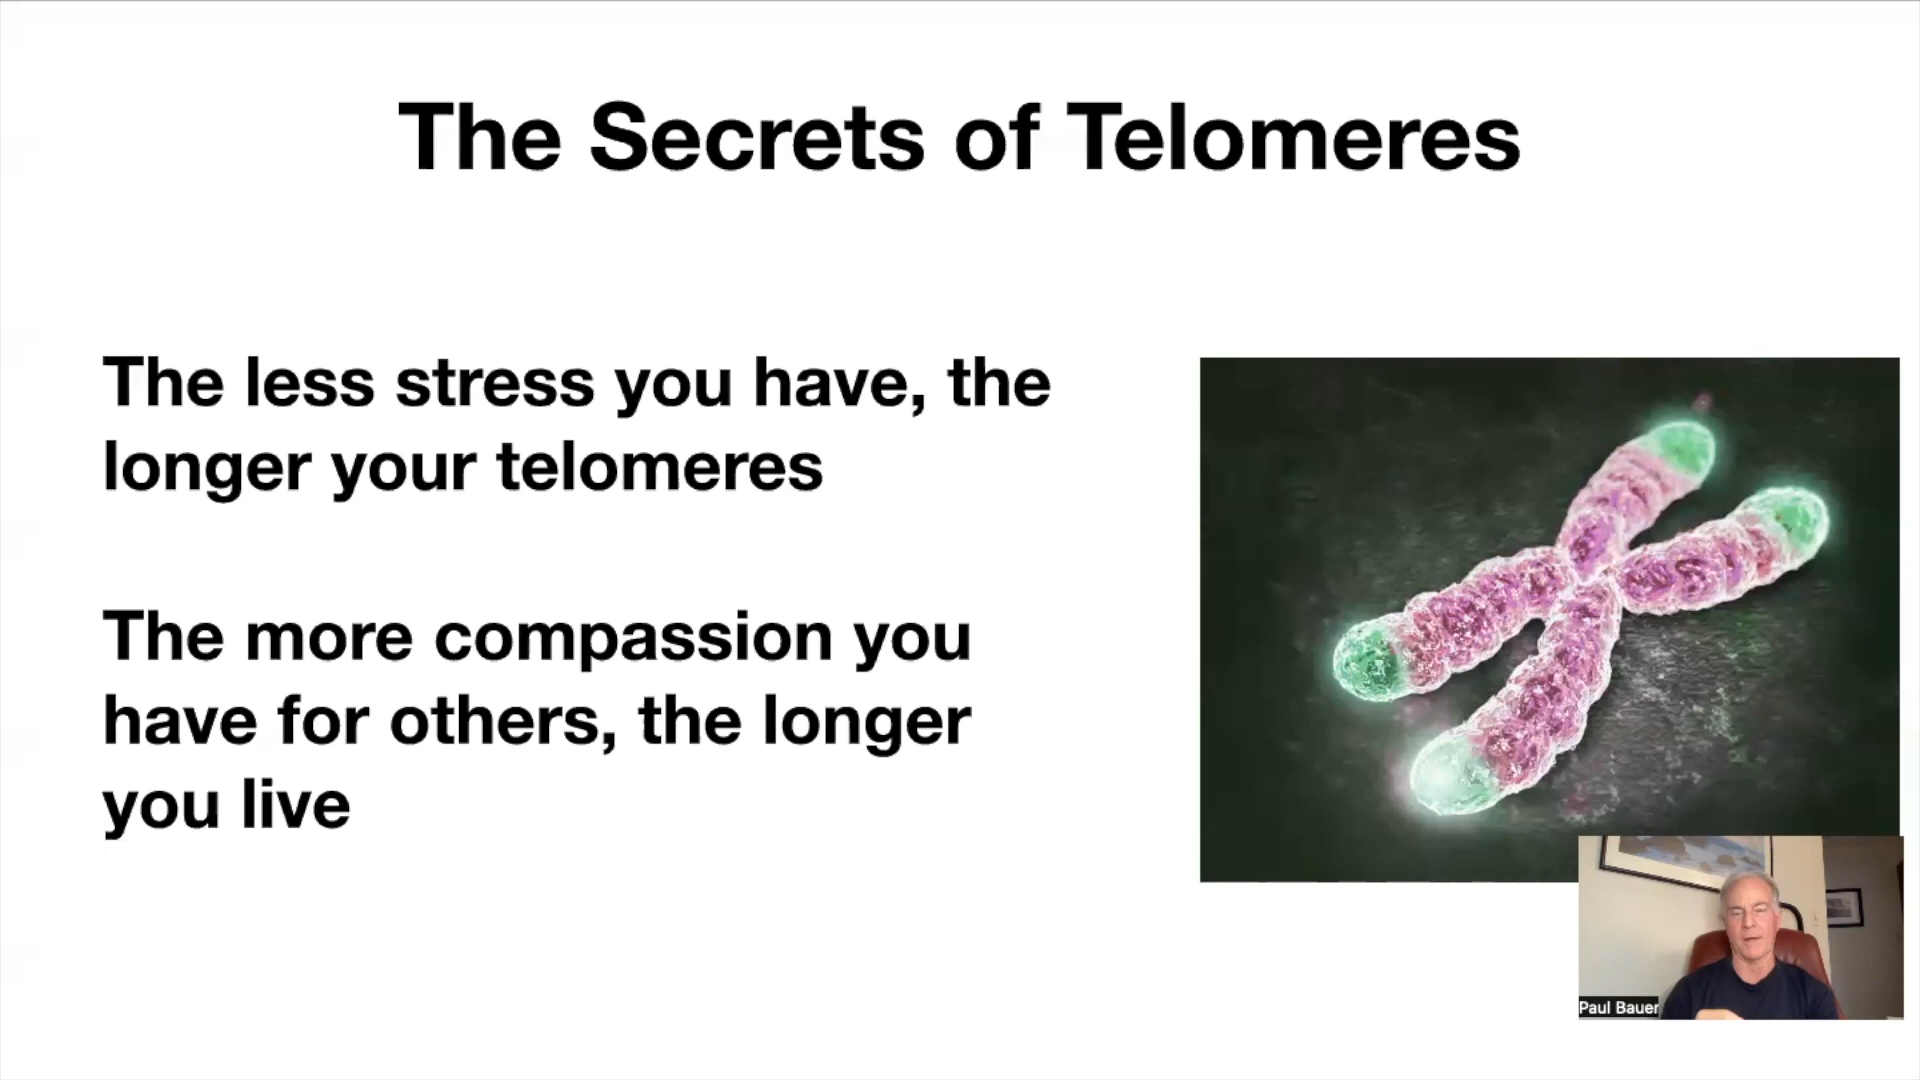 The Secrets of Telomeres
The less stress you have, the
longer your telomeres
The more compassion you
have for others, the longer
you live
Paul Bauer